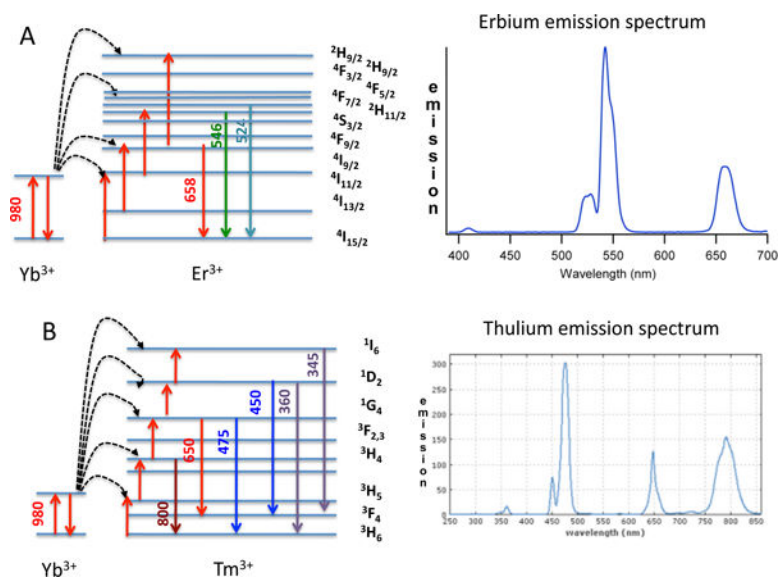 A
980
Yb³⁺
658
546
524
Er³⁺
²H₉/₂ ²H₉/₂
⁴F₃/₂
⁴F₅/₂
⁴F₇/₂
²H₁₁/₂
⁴S₃/₂
⁴F₉/₂
⁴I₉/₂
⁴I₁₁/₂
⁴I₁₃/₂
⁴I₁₅/₂
Erbium emission spectrum
emission
400 450 500 550 600 650 700
Wavelength (nm)
B
980
Yb³⁺
800
650
475
450
360
345
Tm³⁺
¹I₆
¹D₂
¹G₄
³F₂,₃
³H₄
³H₅
³F₄
³H₆
Thulium emission spectrum
emission
300
250
200
150
100
50
0
250 300 350 400 450 500 550 600 650 700 750 800 850
wavelength (nm)